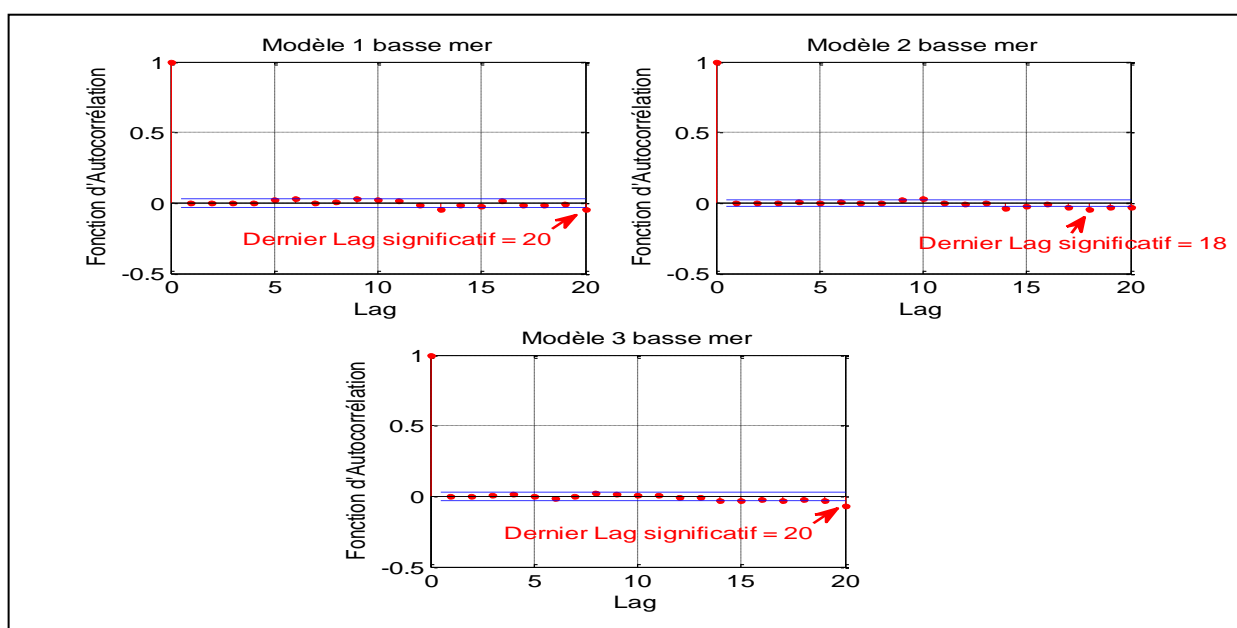 Modèle 1 basse mer
Fonction d'Autocorrélation
1
0.5
0
-0.5
Dernier Lag significatif = 20
0 5 10 15 20
Lag
Modèle 2 basse mer
Fonction d'Autocorrélation
1
0.5
0
-0.5
Dernier Lag significatif = 18
0 5 10 15 20
Lag
Modèle 3 basse mer
Fonction d'Autocorrélation
1
0.5
0
-0.5
Dernier Lag significatif = 20
0 5 10 15 20
Lag